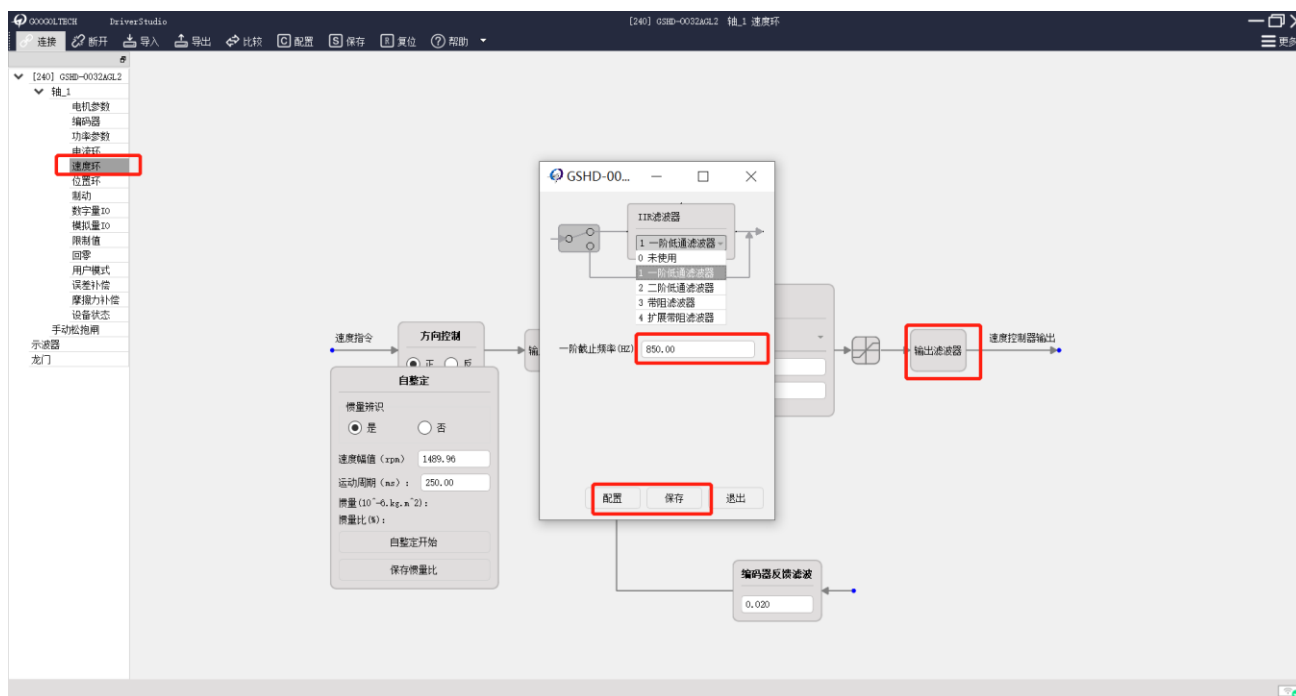 GOOGOLTECH DriverStudio [240] GSHD-0032AGL2 轴_1 速度环
连接 断开 导入 导出 比较 C 配置 S 保存 R 复位 ? 帮助 更多
[240] GSHD-0032AGL2
轴_1
电机参数
编码器
功率参数
电流环
速度环
位置环
制动
数字量IO
模拟量IO
限制值
回零
用户模式
误差补偿
摩擦力补偿
设备状态
手动松抱闸
示波器
龙门
速度指令
方向控制
正 反
输
自整定
惯量辨识
是 否
速度幅值（rpm） 1489.96
运动周期（ms）： 250.00
惯量(10^-6.kg.m^2)：
惯量比(%)：
自整定开始
保存惯量比
GSHD-00...
IIR滤波器
1 一阶低通滤波器
0 未使用
1 一阶低通滤波器
2 二阶低通滤波器
3 带阻滤波器
4 扩展带阻滤波器
一阶截止频率(HZ) 850.00
配置 保存 退出
输出滤波器
速度控制器输出
编码器反馈滤波
0.020